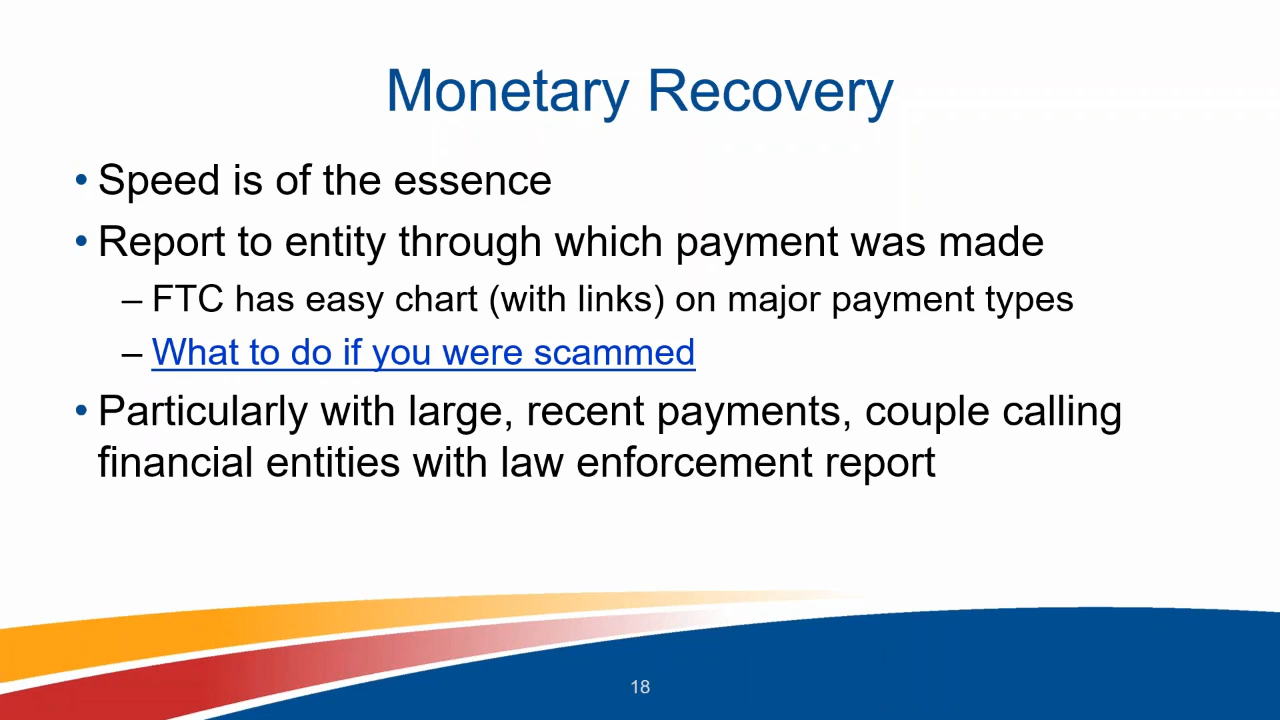 Monetary Recovery
• Speed is of the essence
• Report to entity through which payment was made
– FTC has easy chart (with links) on major payment types
– What to do if you were scammed
• Particularly with large, recent payments, couple calling
financial entities with law enforcement report
18